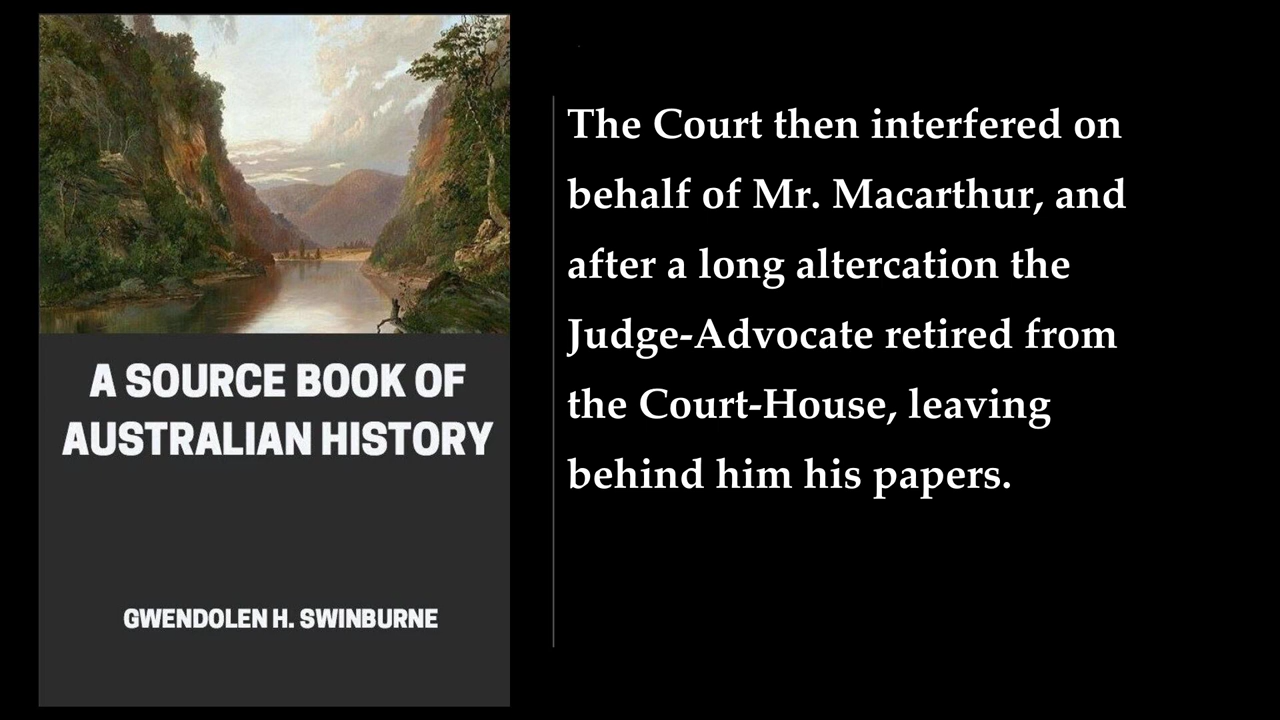 A SOURCE BOOK OF
AUSTRALIAN HISTORY
GWENDOLEN H. SWINBURNE
The Court then interfered on
behalf of Mr. Macarthur, and
after a long altercation the
Judge-Advocate retired from
the Court-House, leaving
behind him his papers.